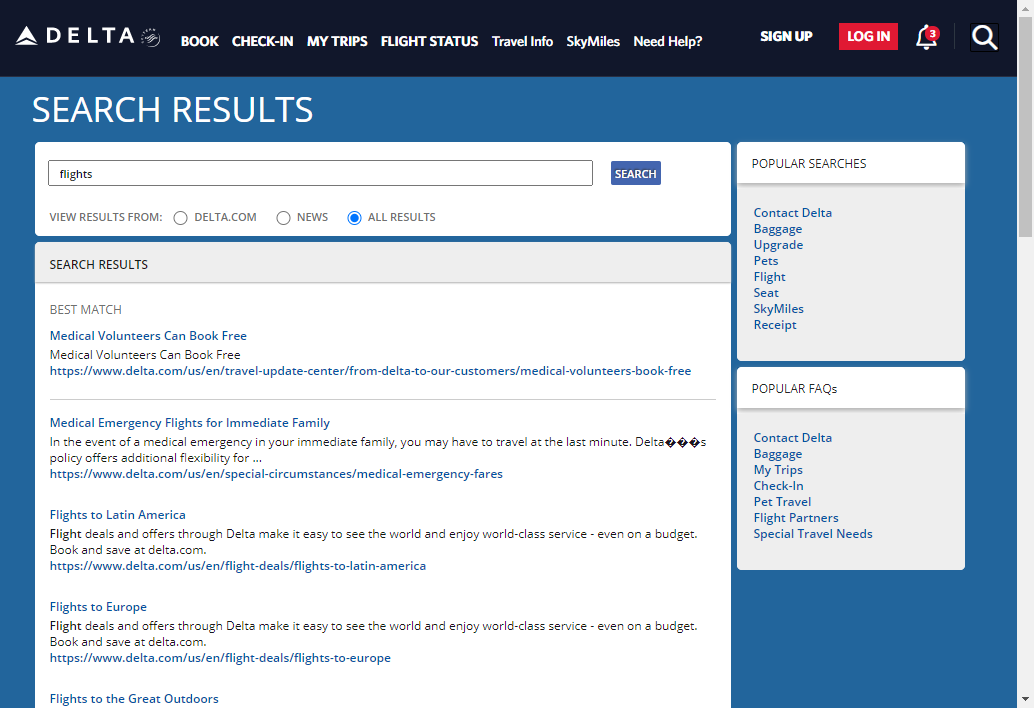 DELTA
BOOK CHECK-IN MY TRIPS FLIGHT STATUS Travel Info SkyMiles Need Help?
SIGN UP
LOG IN
3
SEARCH RESULTS
flights
SEARCH
VIEW RESULTS FROM: DELTA.COM NEWS ALL RESULTS
SEARCH RESULTS
BEST MATCH
Medical Volunteers Can Book Free
Medical Volunteers Can Book Free
https://www.delta.com/us/en/travel-update-center/from-delta-to-our-customers/medical-volunteers-book-free
Medical Emergency Flights for Immediate Family
In the event of a medical emergency in your immediate family, you may have to travel at the last minute. Delta���s
policy offers additional flexibility for ...
https://www.delta.com/us/en/special-circumstances/medical-emergency-fares
Flights to Latin America
Flight deals and offers through Delta make it easy to see the world and enjoy world-class service - even on a budget.
Book and save at delta.com.
https://www.delta.com/us/en/flight-deals/flights-to-latin-america
Flights to Europe
Flight deals and offers through Delta make it easy to see the world and enjoy world-class service - even on a budget.
Book and save at delta.com.
https://www.delta.com/us/en/flight-deals/flights-to-europe
Flights to the Great Outdoors
POPULAR SEARCHES
Contact Delta
Baggage
Upgrade
Pets
Flight
Seat
SkyMiles
Receipt
POPULAR FAQs
Contact Delta
Baggage
My Trips
Check-In
Pet Travel
Flight Partners
Special Travel Needs